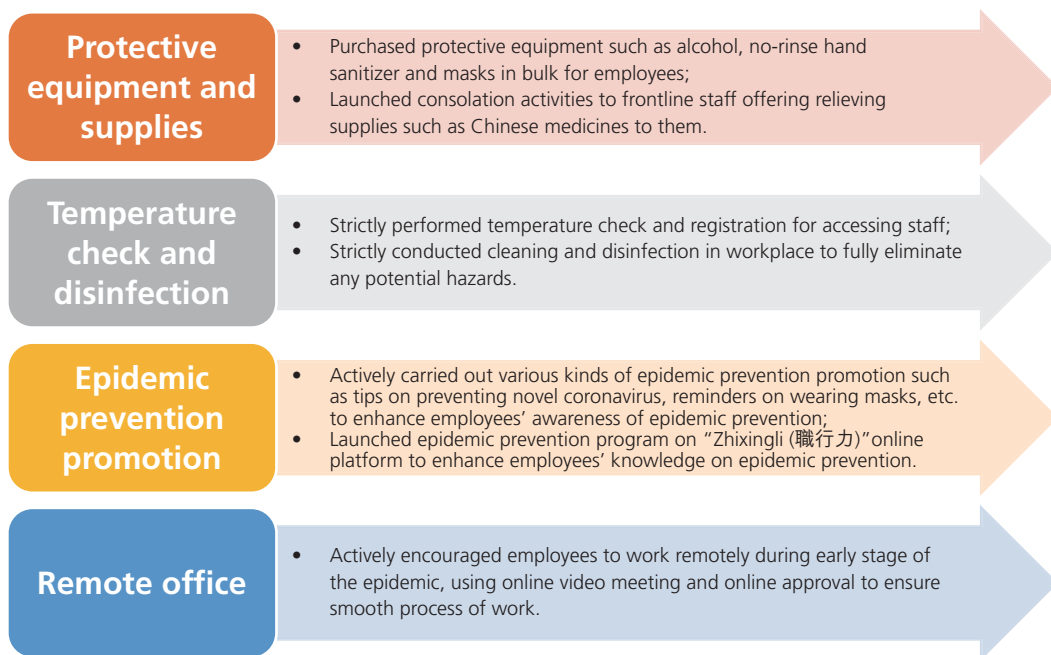 Protective
equipment and
supplies
• Purchased protective equipment such as alcohol, no-rinse hand
sanitizer and masks in bulk for employees;
• Launched consolation activities to frontline staff offering relieving
supplies such as Chinese medicines to them.
Temperature
check and
disinfection
• Strictly performed temperature check and registration for accessing staff;
• Strictly conducted cleaning and disinfection in workplace to fully eliminate
any potential hazards.
Epidemic
prevention
promotion
• Actively carried out various kinds of epidemic prevention promotion such
as tips on preventing novel coronavirus, reminders on wearing masks, etc.
to enhance employees’ awareness of epidemic prevention;
• Launched epidemic prevention program on “Zhixingli (職行力)”online
platform to enhance employees’ knowledge on epidemic prevention.
Remote office
• Actively encouraged employees to work remotely during early stage of
the epidemic, using online video meeting and online approval to ensure
smooth process of work.